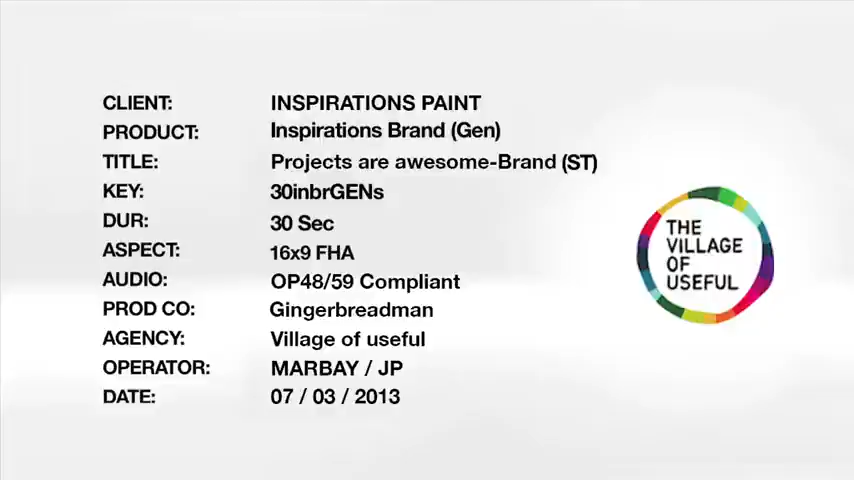 CLIENT: INSPIRATIONS PAINT
PRODUCT: Inspirations Brand (Gen)
TITLE: Projects are awesome-Brand (ST)
KEY: 30inbrGENs
DUR: 30 Sec
ASPECT: 16x9 FHA
AUDIO: OP48/59 Compliant
PROD CO: Gingerbreadman
AGENCY: Village of useful
OPERATOR: MARBAY / JP
DATE: 07 / 03 / 2013
THE
VILLAGE
OF
USEFUL